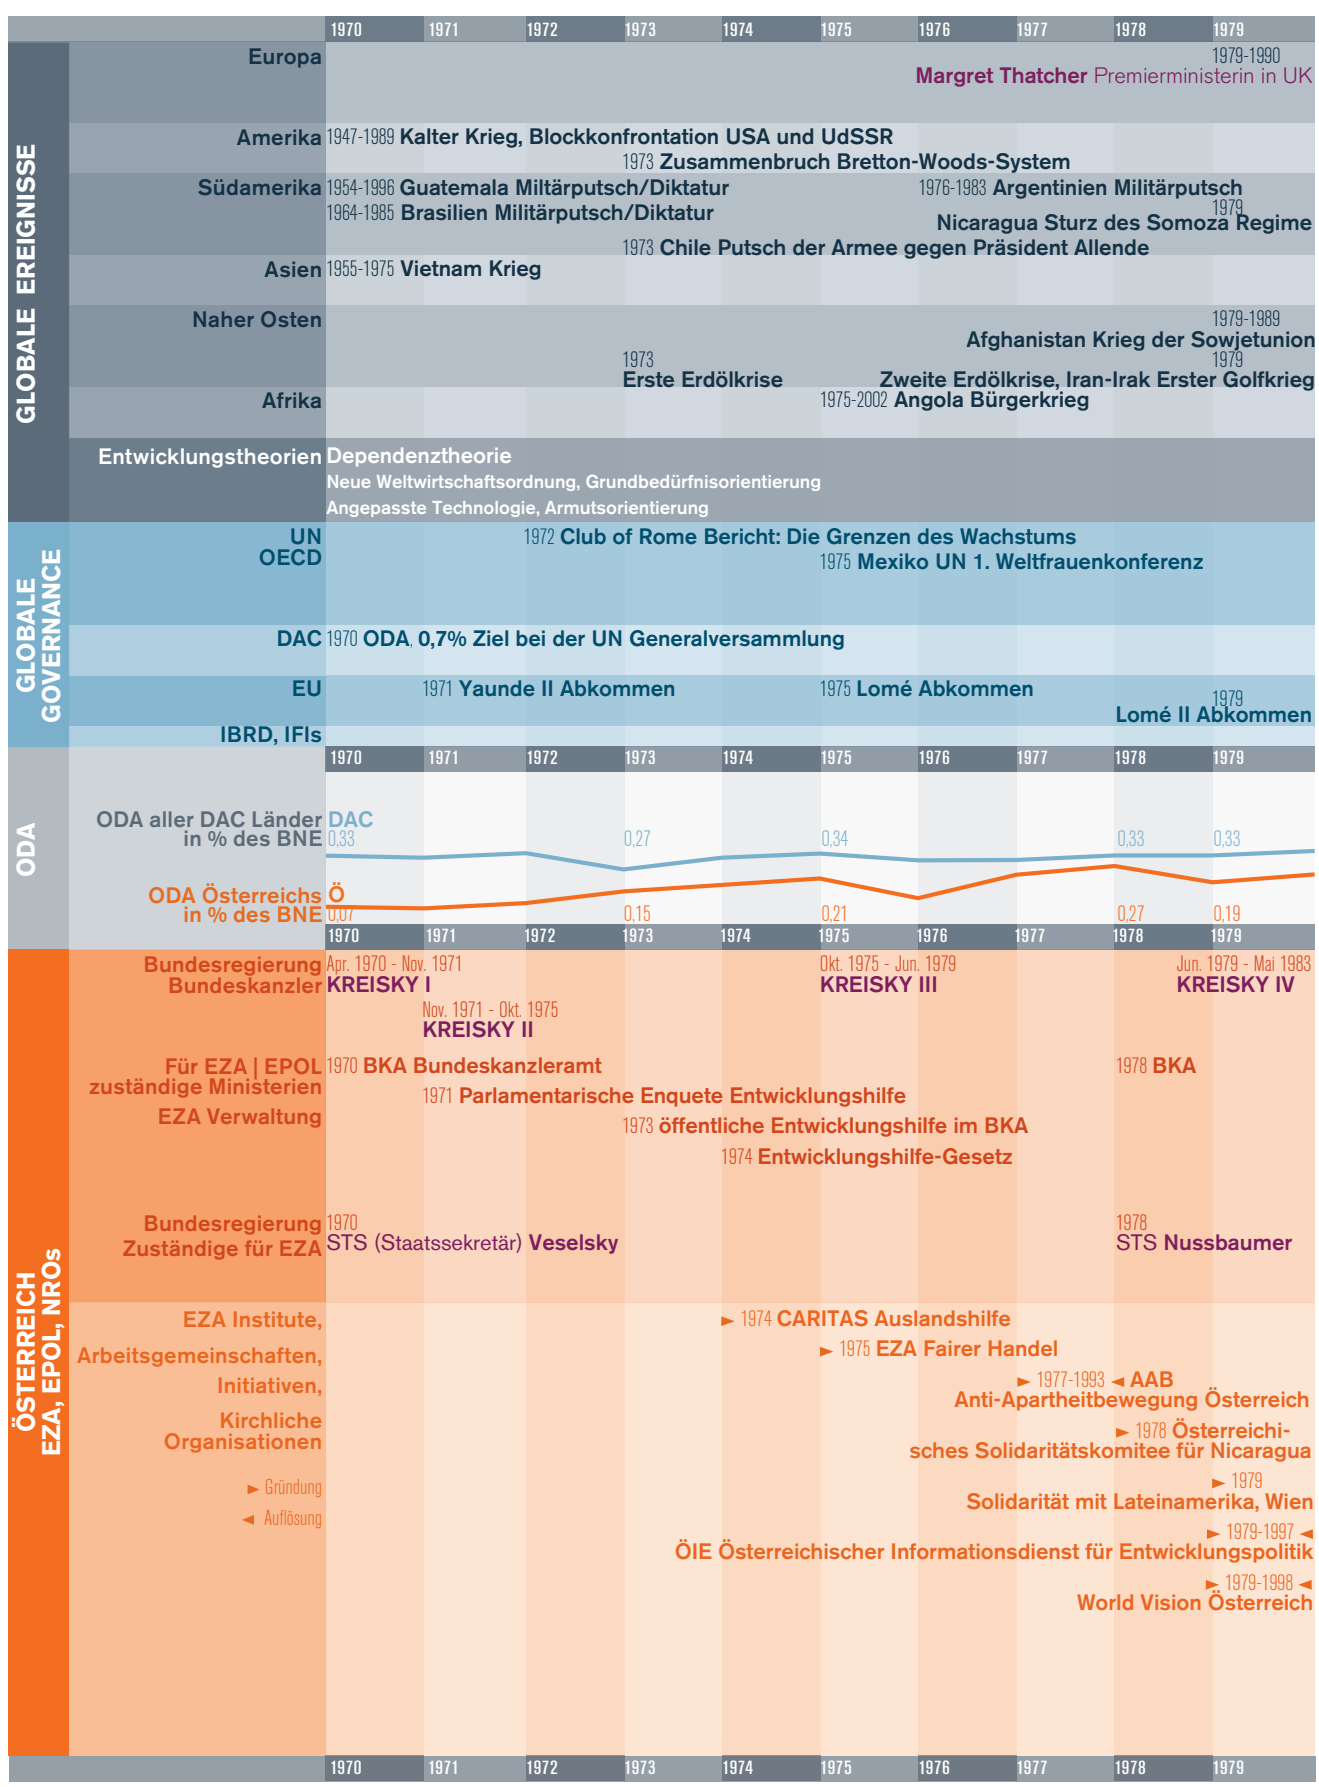 1970 1971 1972 1973 1974 1975 1976 1977 1978 1979
GLOBALE EREIGNISSE
Europa
1979-1990
Margret Thatcher Premierministerin in UK
Amerika 1947-1989 Kalter Krieg, Blockkonfrontation USA und UdSSR
1973 Zusammenbruch Bretton-Woods-System
Südamerika 1954-1996 Guatemala Miltärputsch/Diktatur
1976-1983 Argentinien Militärputsch
1964-1985 Brasilien Militärputsch/Diktatur
1979
Nicaragua Sturz des Somoza Regime
1973 Chile Putsch der Armee gegen Präsident Allende
Asien 1955-1975 Vietnam Krieg
Naher Osten
1979-1989
Afghanistan Krieg der Sowjetunion
1973
Erste Erdölkrise
1979
Zweite Erdölkrise, Iran-Irak Erster Golfkrieg
Afrika
1975-2002 Angola Bürgerkrieg
Entwicklungstheorien Dependenztheorie
Neue Weltwirtschaftsordnung, Grundbedürfnisorientierung
Angepasste Technologie, Armutsorientierung
GLOBALE
GOVERNANCE
UN
OECD
1972 Club of Rome Bericht: Die Grenzen des Wachstums
1975 Mexiko UN 1. Weltfrauenkonferenz
DAC 1970 ODA, 0,7% Ziel bei der UN Generalversammlung
EU
1971 Yaunde II Abkommen
1975 Lomé Abkommen
1979
Lomé II Abkommen
IBRD, IFIs
1970 1971 1972 1973 1974 1975 1976 1977 1978 1979
ODA
ODA aller DAC Länder DAC
in % des BNE 0,33 0,27 0,34 0,33 0,33
ODA Österreichs Ö
in % des BNE 0,07 0,15 0,21 0,27 0,19
1970 1971 1972 1973 1974 1975 1976 1977 1978 1979
ÖSTERREICH
EZA, EPOL, NROs
Bundesregierung
Bundeskanzler
Apr. 1970 - Nov. 1971
KREISKY I
Okt. 1975 - Jun. 1979
KREISKY III
Jun. 1979 - Mai 1983
KREISKY IV
Nov. 1971 - Okt. 1975
KREISKY II
Für EZA | EPOL
zuständige Ministerien
1970 BKA Bundeskanzleramt
1978 BKA
1971 Parlamentarische Enquete Entwicklungshilfe
EZA Verwaltung
1973 öffentliche Entwicklungshilfe im BKA
1974 Entwicklungshilfe-Gesetz
Bundesregierung
Zuständige für EZA
1970
STS (Staatssekretär) Veselsky
1978
STS Nussbaumer
EZA Institute,
Arbeitsgemeinschaften,
Initiativen,
Kirchliche
Organisationen
► Gründung
◄ Auflösung
► 1974 CARITAS Auslandshilfe
► 1975 EZA Fairer Handel
► 1977-1993 ◄ AAB
Anti-Apartheitbewegung Österreich
► 1978 Österreichi-
sches Solidaritätskomitee für Nicaragua
► 1979
Solidarität mit Lateinamerika, Wien
► 1979-1997 ◄
ÖIE Österreichischer Informationsdienst für Entwicklungspolitik
► 1979-1998 ◄
World Vision Österreich
1970 1971 1972 1973 1974 1975 1976 1977 1978 1979